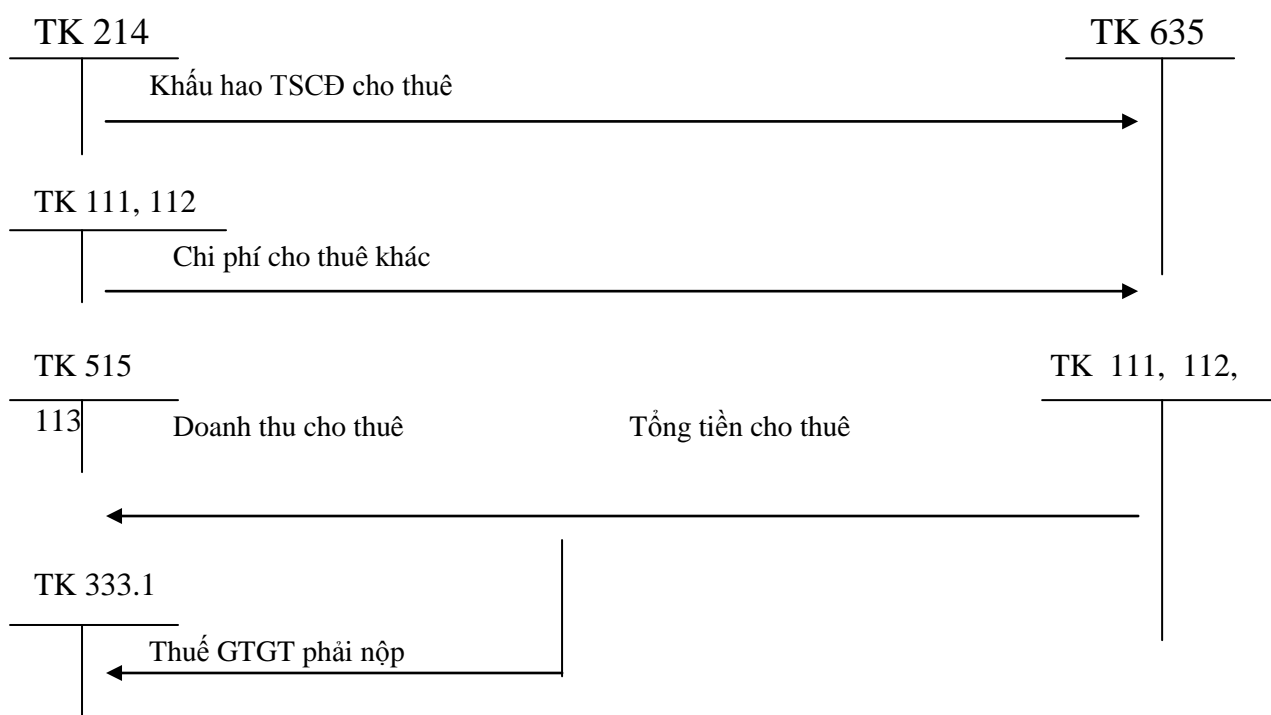 TK 214 TK 635
Khấu hao TSCĐ cho thuê
TK 111, 112
Chi phí cho thuê khác
TK 515 TK 111, 112,
113 Doanh thu cho thuê Tổng tiền cho thuê
TK 333.1
Thuế GTGT phải nộp